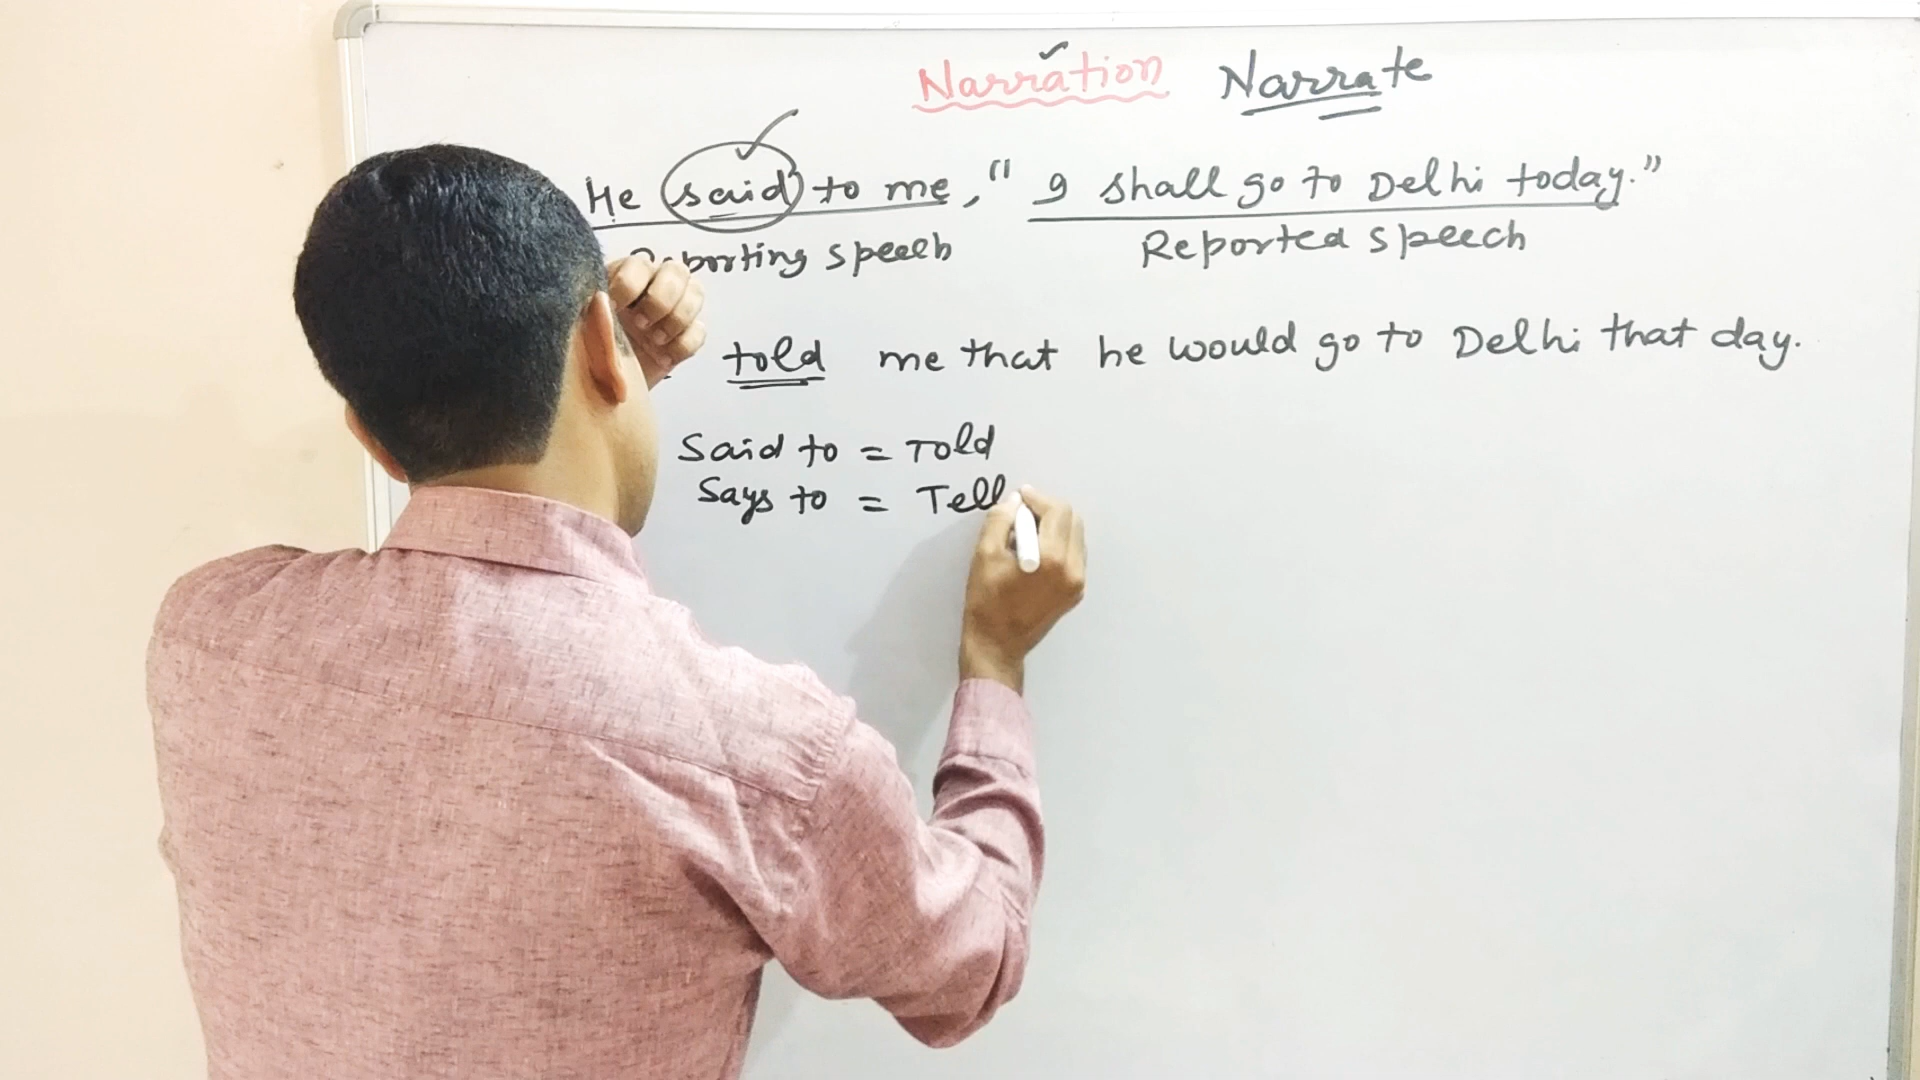 Narration Narrate
He said to me, " I shall go to Delhi today."
Reporting speech Reported speech
told me that he would go to Delhi that day.
Said to = Told
Says to = Tell